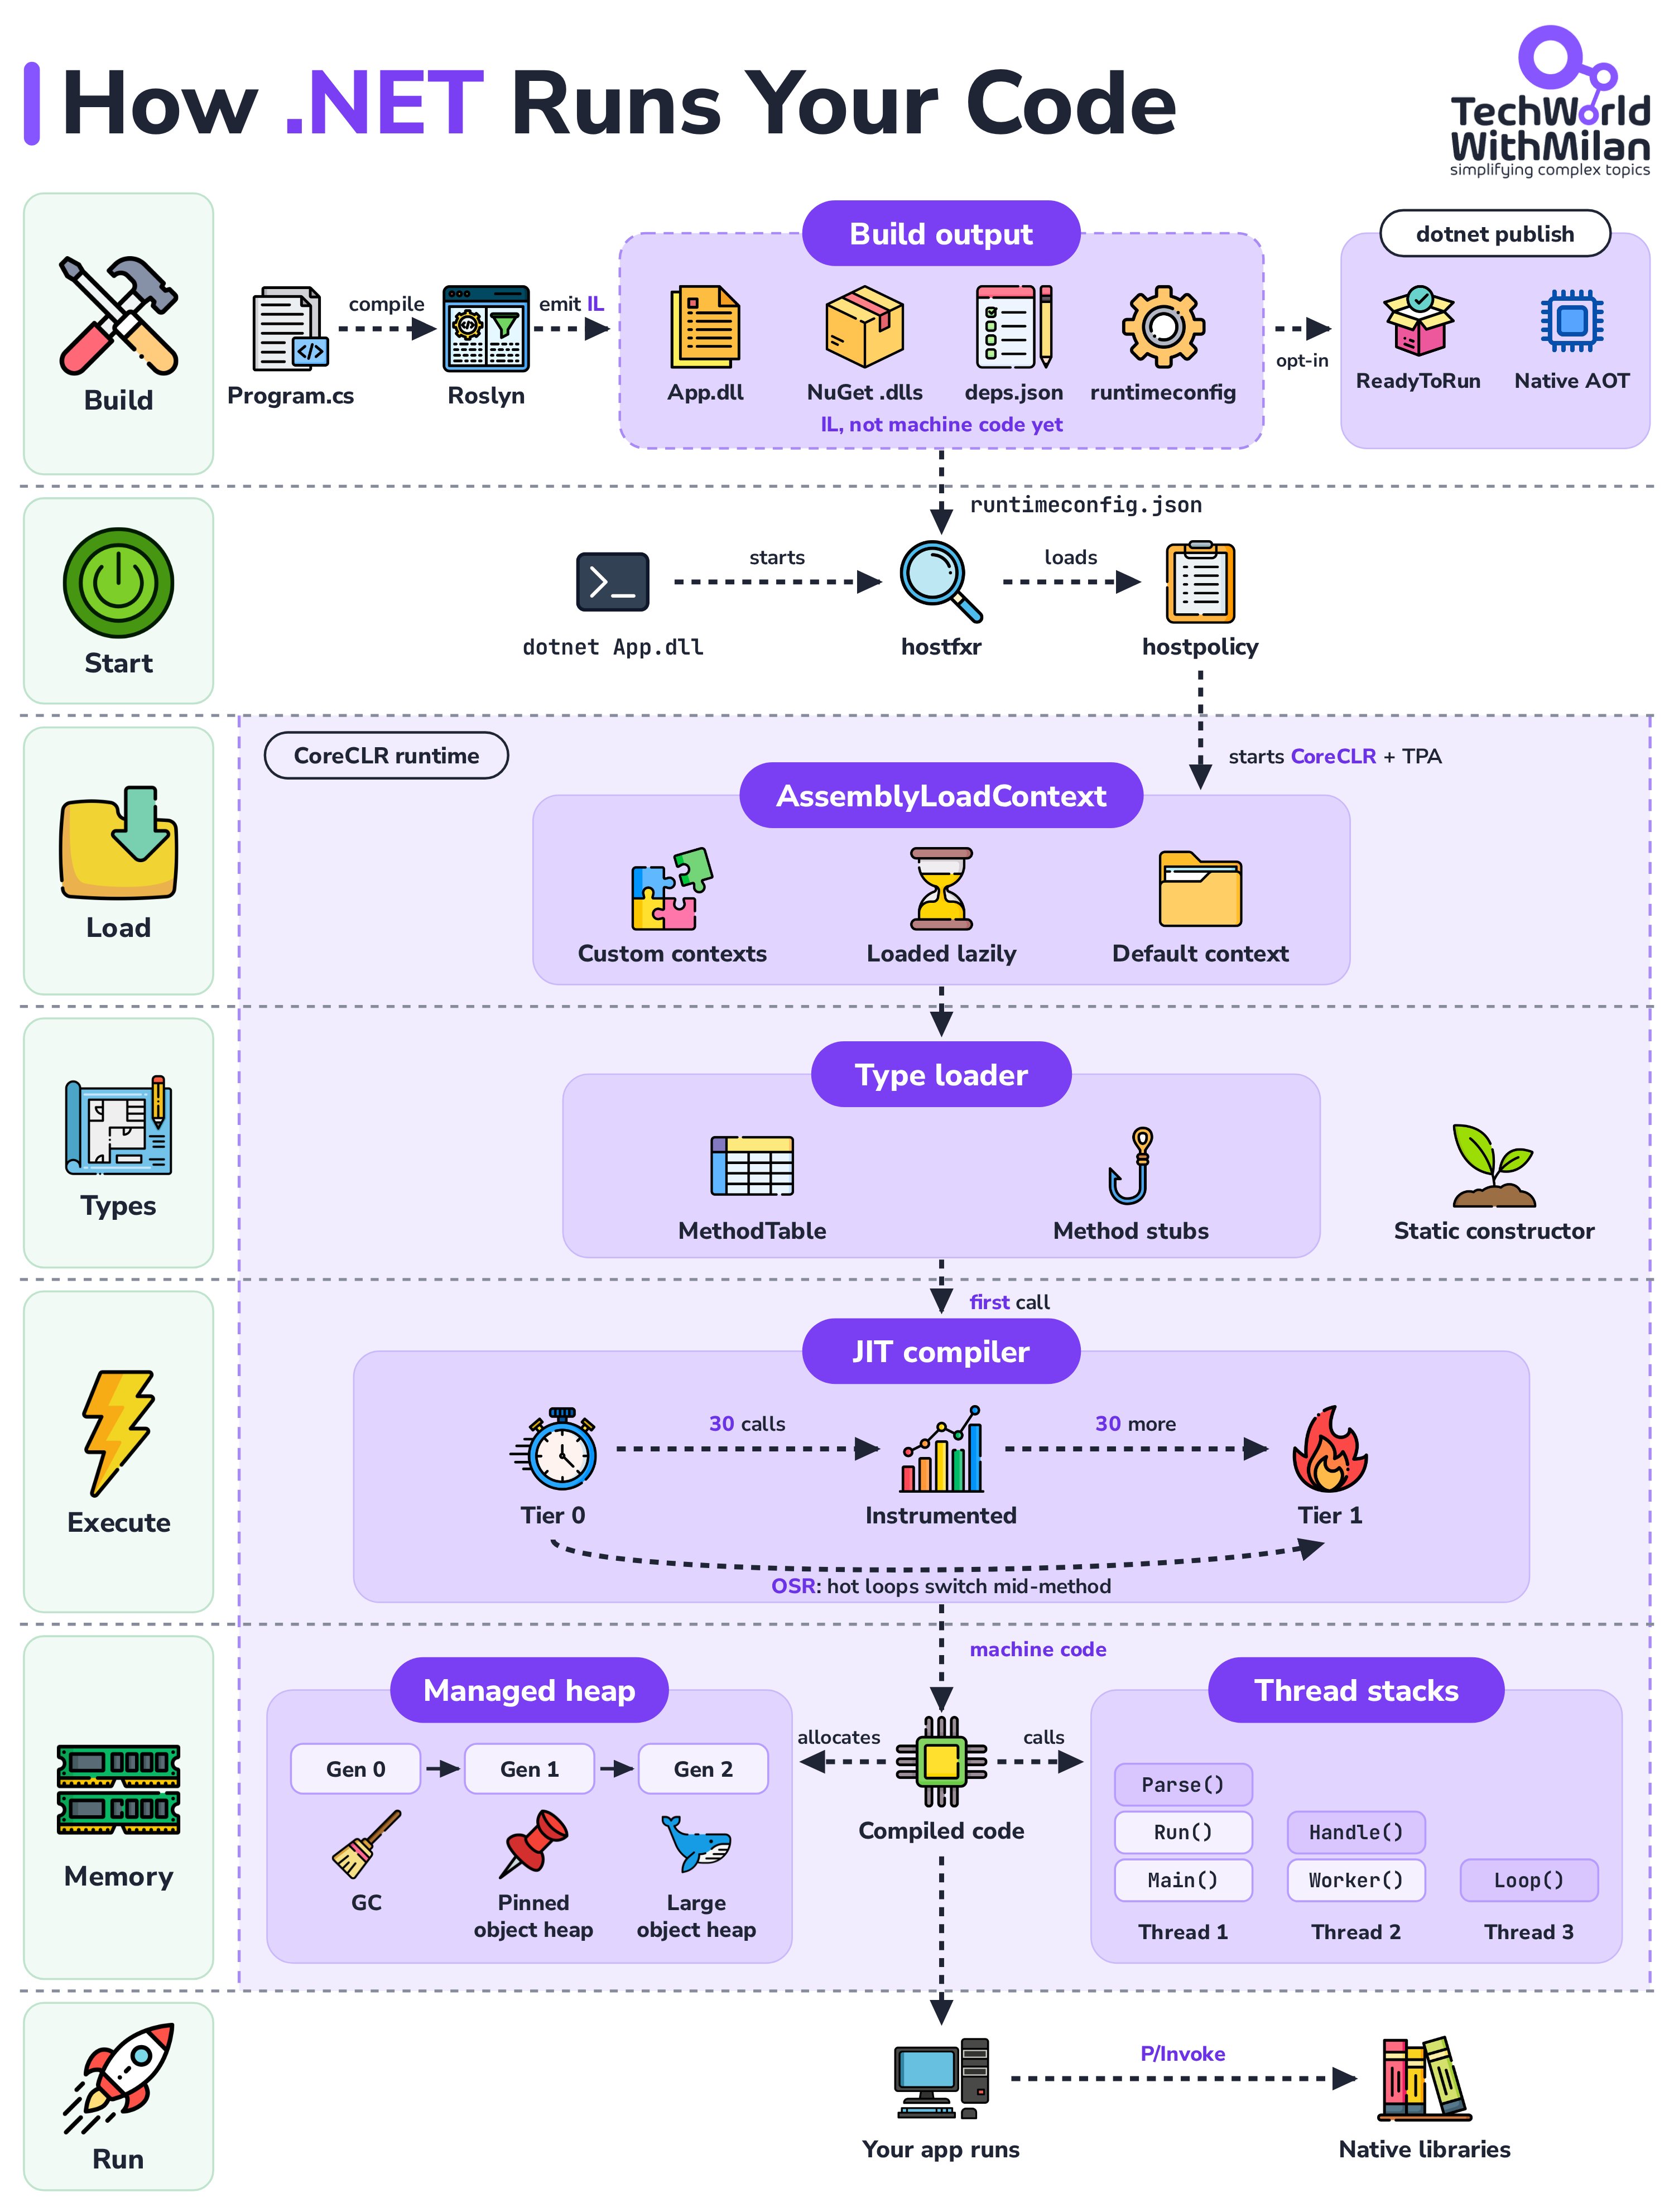 How .NET Runs Your Code
TechWorld
WithMilan
simplifying complex topics
Build
Program.cs
compile
Roslyn
emit IL
Build output
App.dll
NuGet .dlls
deps.json
runtimeconfig
IL, not machine code yet
opt-in
dotnet publish
ReadyToRun
Native AOT
Start
runtimeconfig.json
dotnet App.dll
starts
hostfxr
loads
hostpolicy
Load
CoreCLR runtime
starts CoreCLR + TPA
AssemblyLoadContext
Custom contexts
Loaded lazily
Default context
Types
Type loader
MethodTable
Method stubs
Static constructor
Execute
first call
JIT compiler
Tier 0
30 calls
Instrumented
30 more
Tier 1
OSR: hot loops switch mid-method
Memory
machine code
Managed heap
Gen 0
Gen 1
Gen 2
GC
Pinned
object heap
Large
object heap
allocates
Compiled code
calls
Thread stacks
Parse()
Run()
Main()
Thread 1
Handle()
Worker()
Thread 2
Loop()
Thread 3
Run
Your app runs
P/Invoke
Native libraries